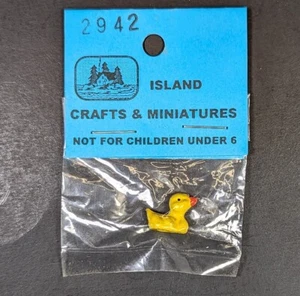 2942
ISLAND
CRAFTS & MINIATURES
NOT FOR CHILDREN UNDER 6